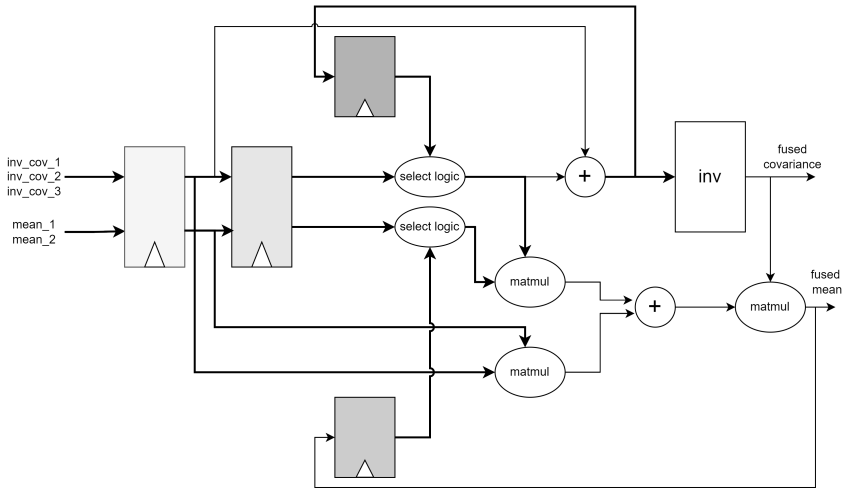 inv_cov_1
inv_cov_2
inv_cov_3
mean_1
mean_2
select logic
select logic
+
inv
fused
covariance
matmul
matmul
+
matmul
fused
mean